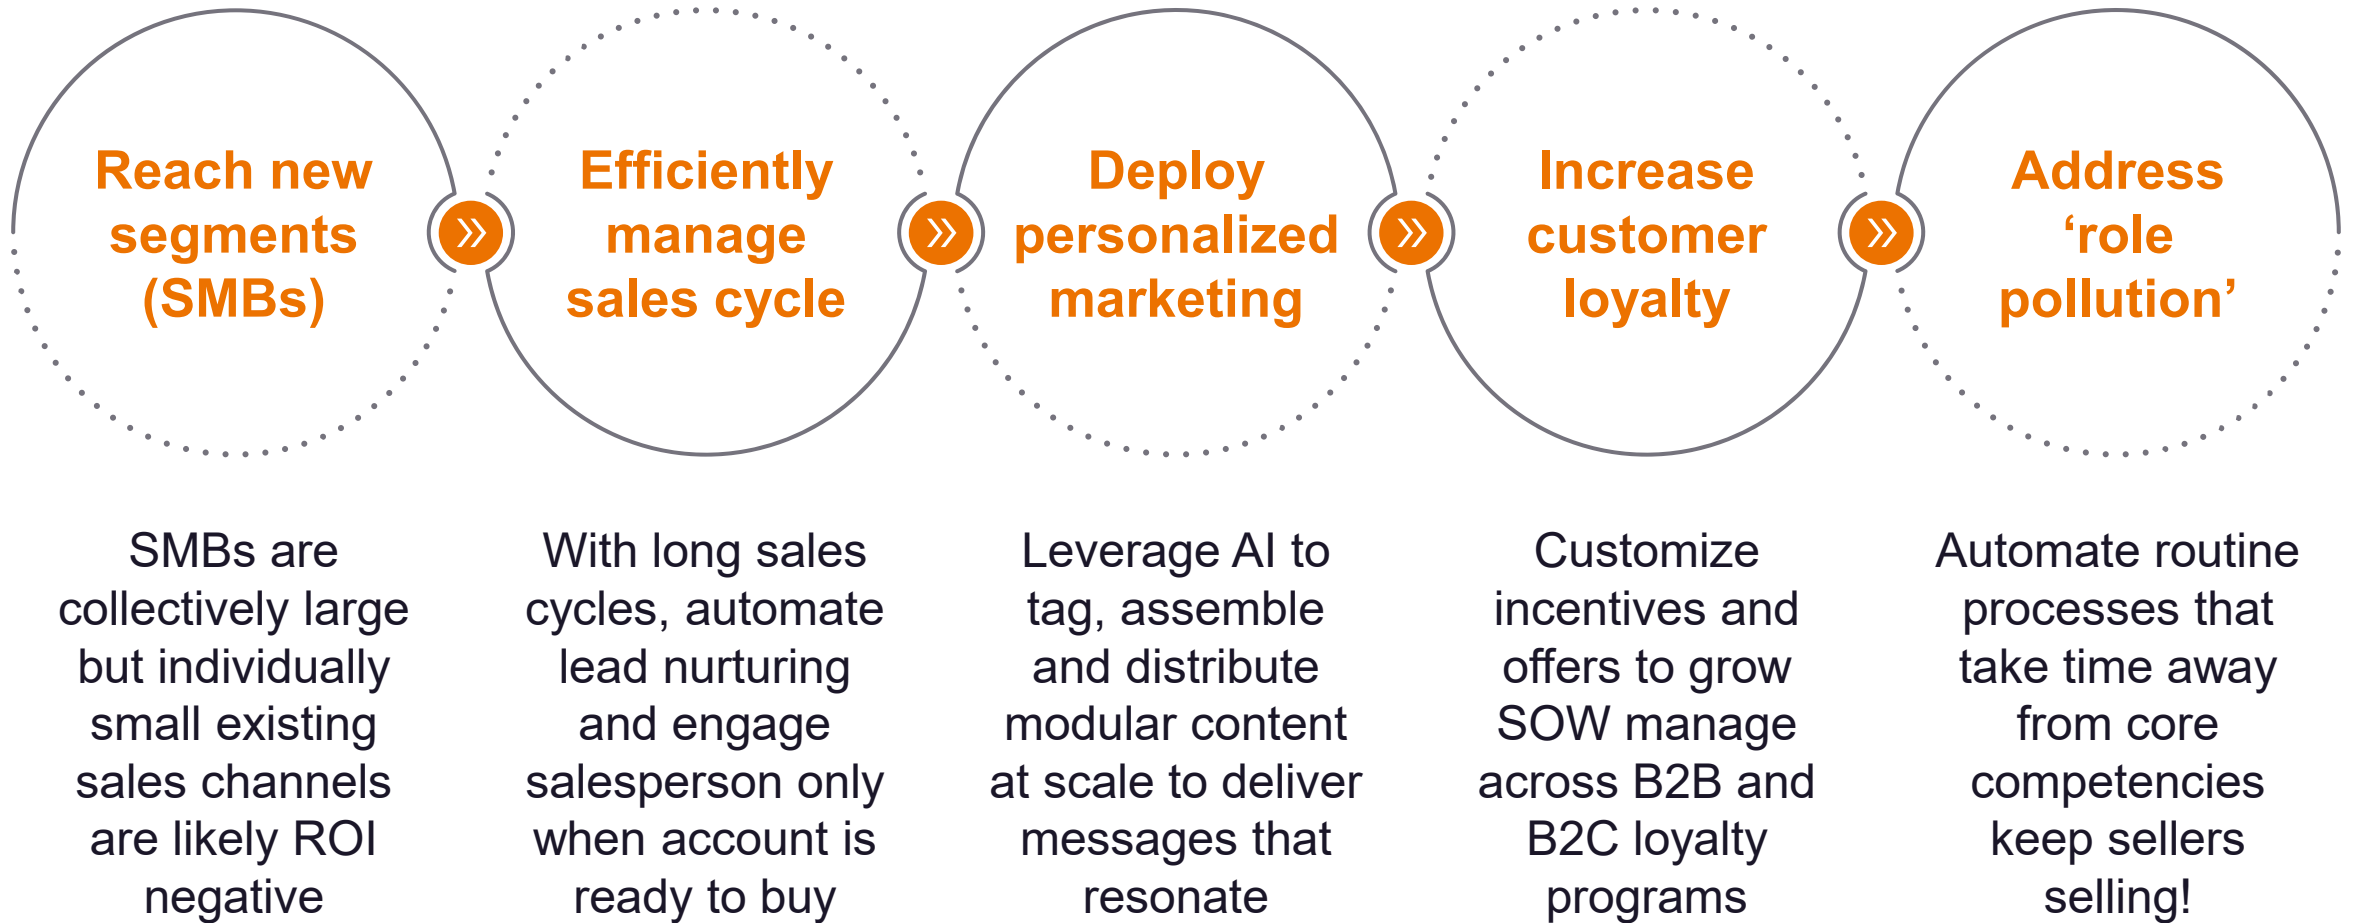 Reach new
segments
(SMBs)
Efficiently
manage
sales cycle
Deploy
personalized
marketing
Increase
customer
loyalty
Address
‘role
pollution’
SMBs are
collectively large
but individually
small existing
sales channels
are likely ROI
negative
With long sales
cycles, automate
lead nurturing
and engage
salesperson only
when account is
ready to buy
Leverage AI to
tag, assemble
and distribute
modular content
at scale to deliver
messages that
resonate
Customize
incentives and
offers to grow
SOW manage
across B2B and
B2C loyalty
programs
Automate routine
processes that
take time away
from core
competencies
keep sellers
selling!